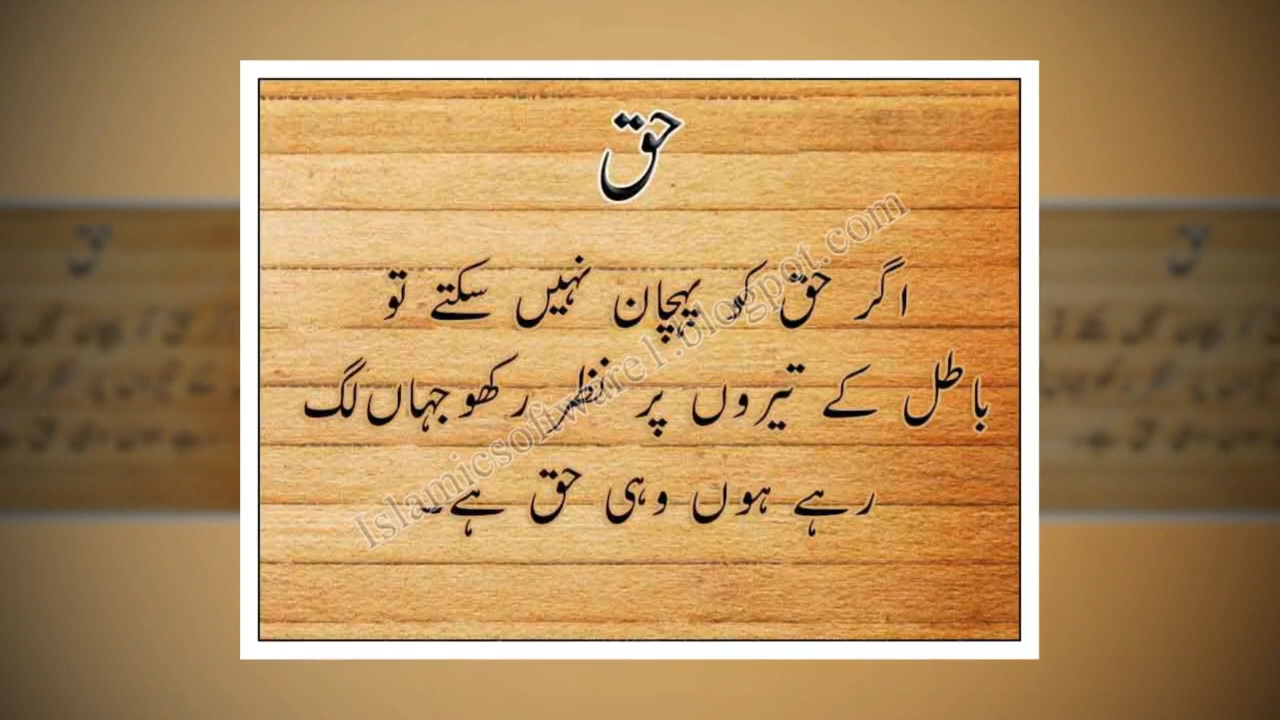 حق
اگر حق کو پہچان نہیں سکتے تو
باطل کے تیروں پر نظر رکھو جہاں لگ
رہے ہوں وہی حق ہے۔
Islamicsoftware1.blogpot.com